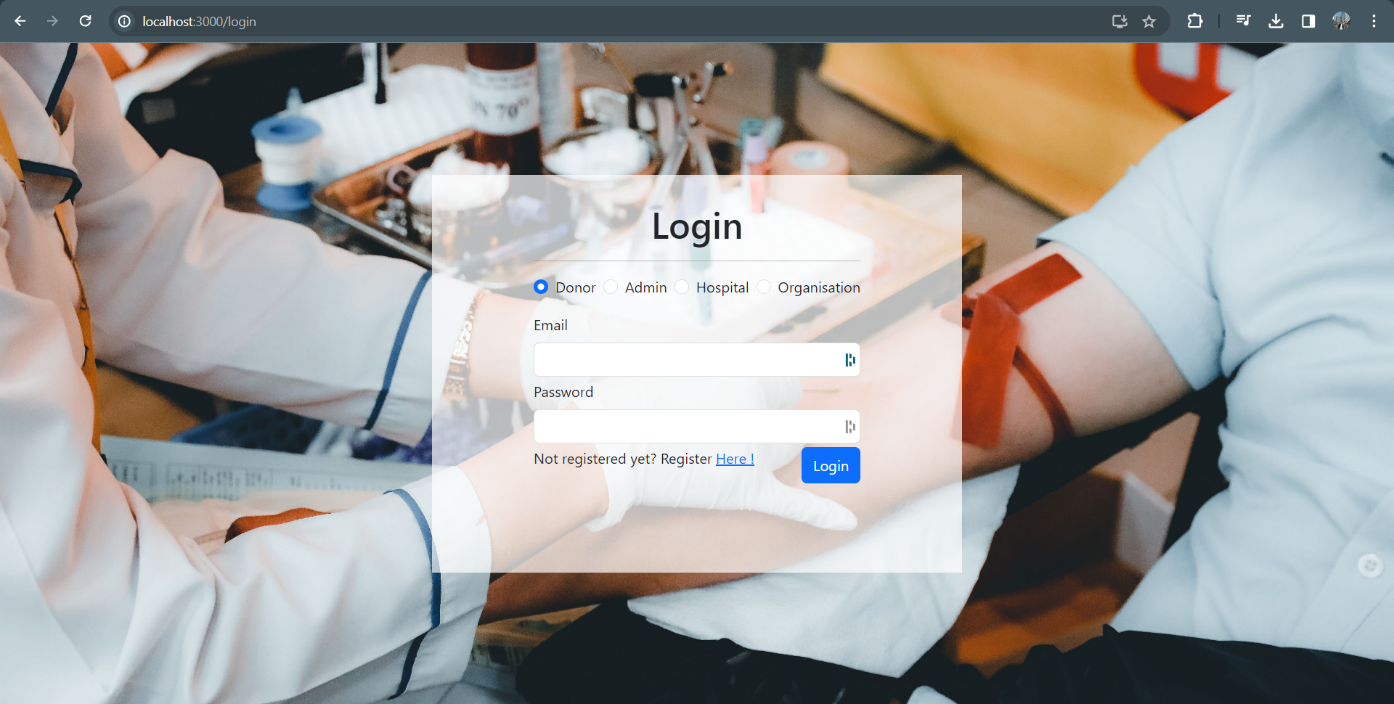 localhost:3000/login
Login
Donor Admin Hospital Organisation
Email
Password
Not registered yet? Register Here !
Login